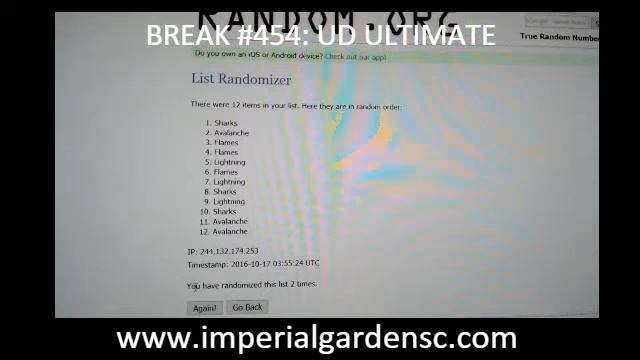 RANDOM.ORG
BREAK #454: UD ULTIMATE
True Random Number
Do you own an iOS or Android device? Check out our app!
List Randomizer
There were 12 items in your list. Here they are in random order
1. Sharks
2. Avalanche
3. Flames
4. Flames
5. Lightning
6. Flames
7. Lightning
8. Sharks
9. Lightning
10. Sharks
11. Avalanche
12. Avalanche
IP: 244.132.174.253
Timestamp: 2016-10-17 03:55:24 UTC
You have randomized this list 2 times.
Again! Go Back
www.imperialgardensc.com